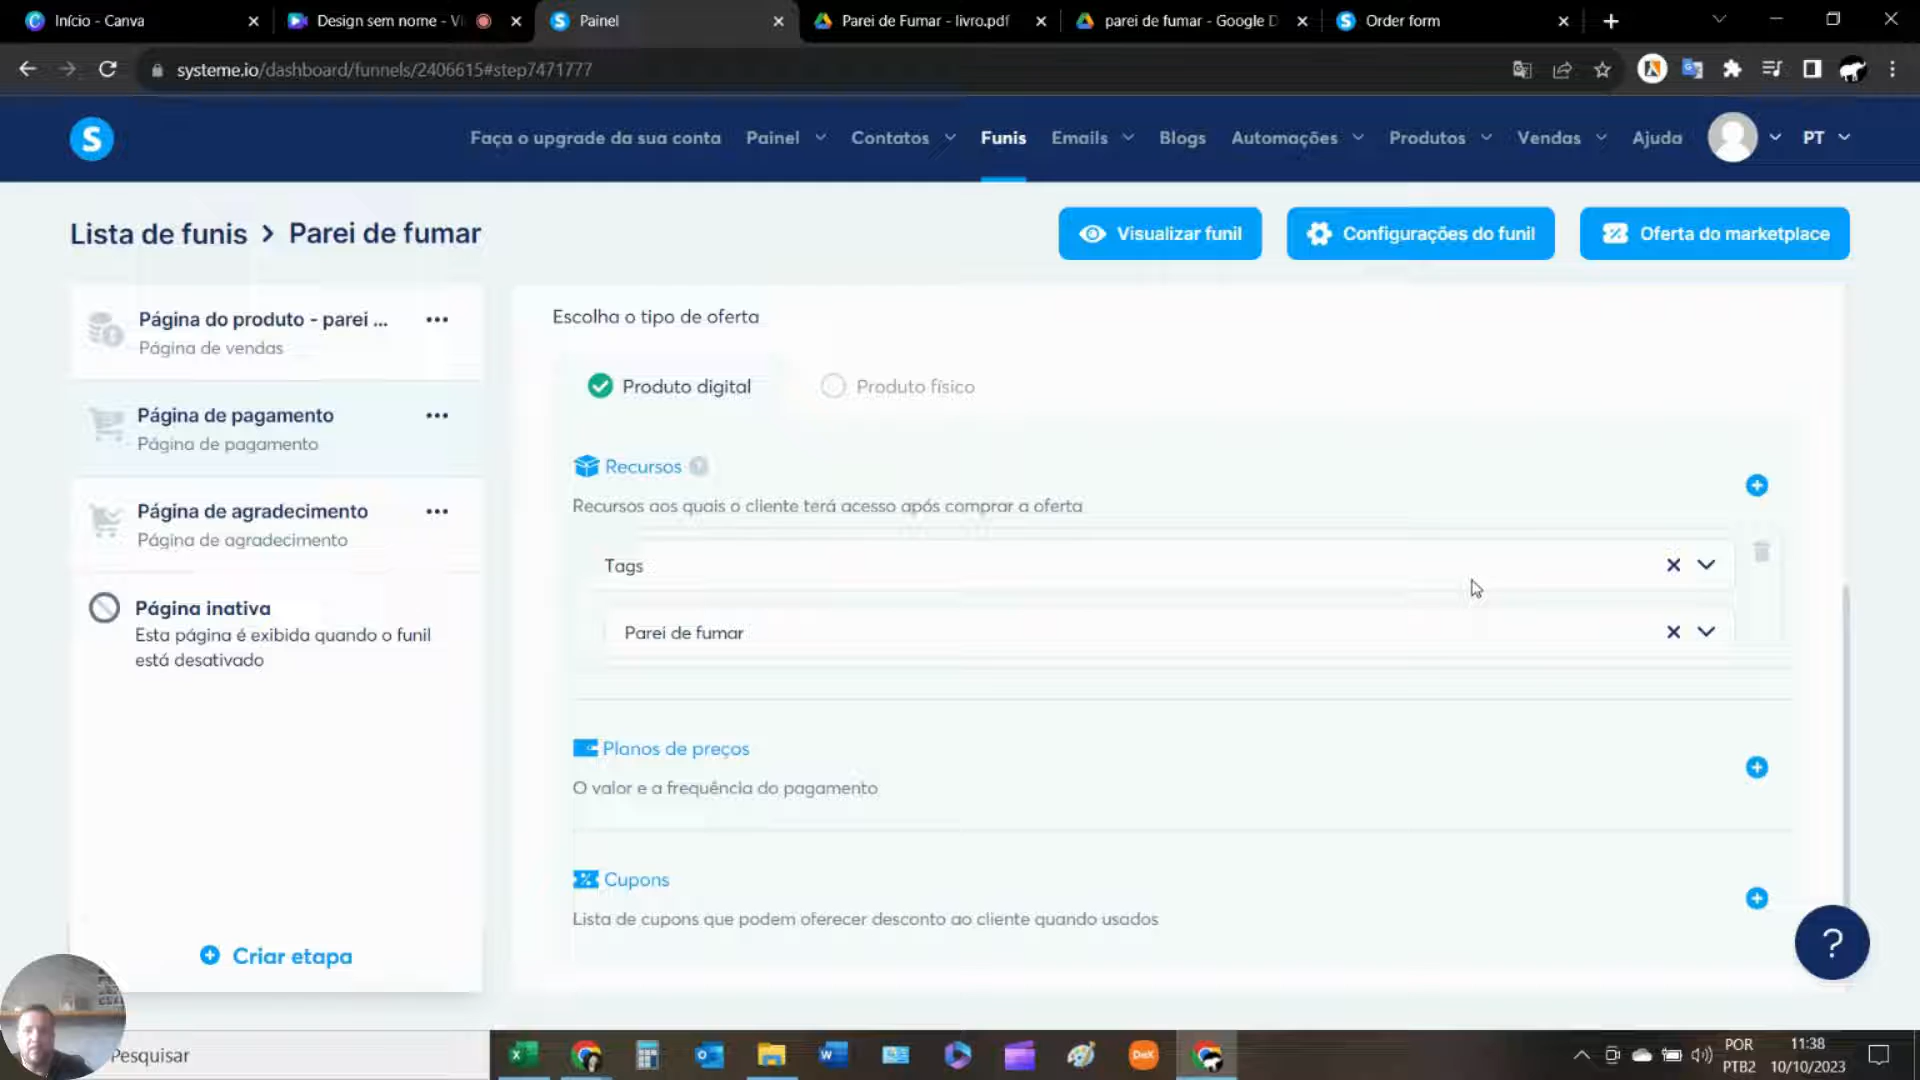 Início - Canva
Design sem nome - Ví
Painel
Parei de Fumar - livro.pdf
parei de fumar - Google D
Order form
systeme.io/dashboard/funnels/2406615#step7471777
Faça o upgrade da sua conta
Painel
Contatos
Funis
Emails
Blogs
Automações
Produtos
Vendas
Ajuda
PT
Lista de funis > Parei de fumar
Visualizar funil
Configurações do funil
Oferta do marketplace
Página do produto - parei ...
Página de vendas
Página de pagamento
Página de pagamento
Página de agradecimento
Página de agradecimento
Página inativa
Esta página é exibida quando o funil
está desativado
Criar etapa
Escolha o tipo de oferta
Produto digital
Produto físico
Recursos
Recursos aos quais o cliente terá acesso após comprar a oferta
Tags
Parei de fumar
Planos de preços
O valor e a frequência do pagamento
Cupons
Lista de cupons que podem oferecer desconto ao cliente quando usados
?
Pesquisar
DeX
POR
PTB2
11:38
10/10/2023